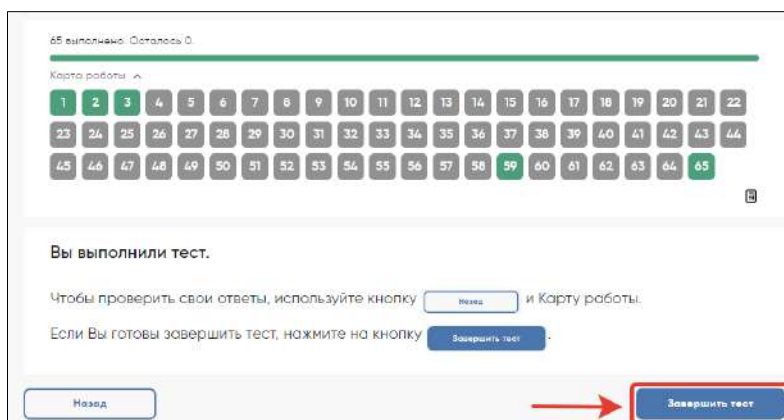 65 выполнено. Осталось 0.
Карта работы
1 2 3 4 5 6 7 8 9 10 11 12 13 14 15 16 17 18 19 20 21 22
23 24 25 26 27 28 29 30 31 32 33 34 35 36 37 38 39 40 41 42 43 44
45 46 47 48 49 50 51 52 53 54 55 56 57 58 59 60 61 62 63 64 65
Вы выполнили тест.
Чтобы проверить свои ответы, используйте кнопку Назад и Карту работы.
Если Вы готовы завершить тест, нажмите на кнопку Завершить тест .
Назад Завершить тест